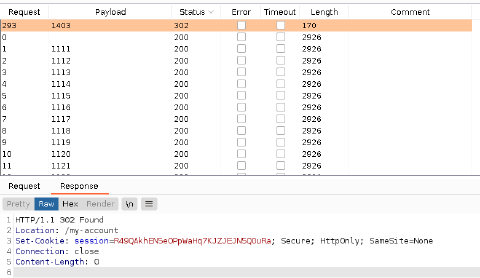 Request Payload Status Error Timeout Length Comment
293 1403 302 170
0 200 2926
1 1111 200 2926
2 1112 200 2926
3 1113 200 2926
4 1114 200 2926
5 1115 200 2926
6 1116 200 2926
7 1117 200 2926
8 1118 200 2926
9 1119 200 2926
10 1120 200 2926
11 1121 200 2926
Request Response
Pretty Raw Hex Render \n
1 HTTP/1.1 302 Found
2 Location: /my-account
3 Set-Cookie: Secure; HttpOnly; SameSite=None
4 Connection: close
5 Content-Length: 0
6